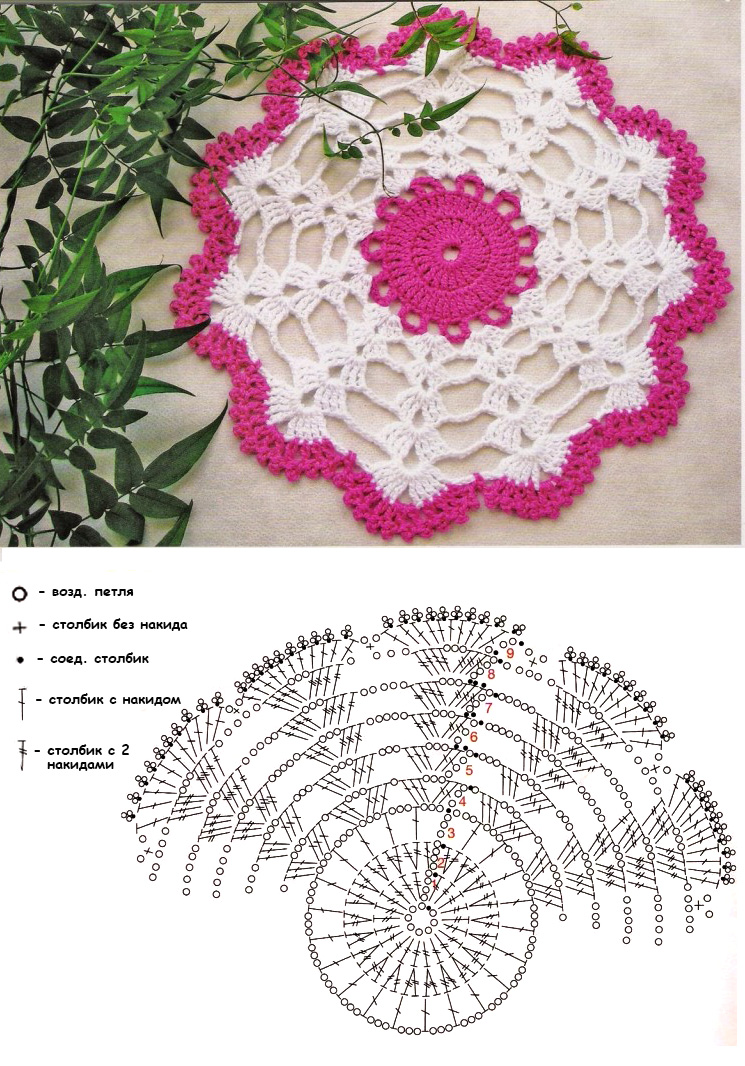 – возд. петля
– столбик без накида
– соед. столбик
– столбик с накидом
– столбик с 2
накидами
9
8
7
6
5
4
3
2
1